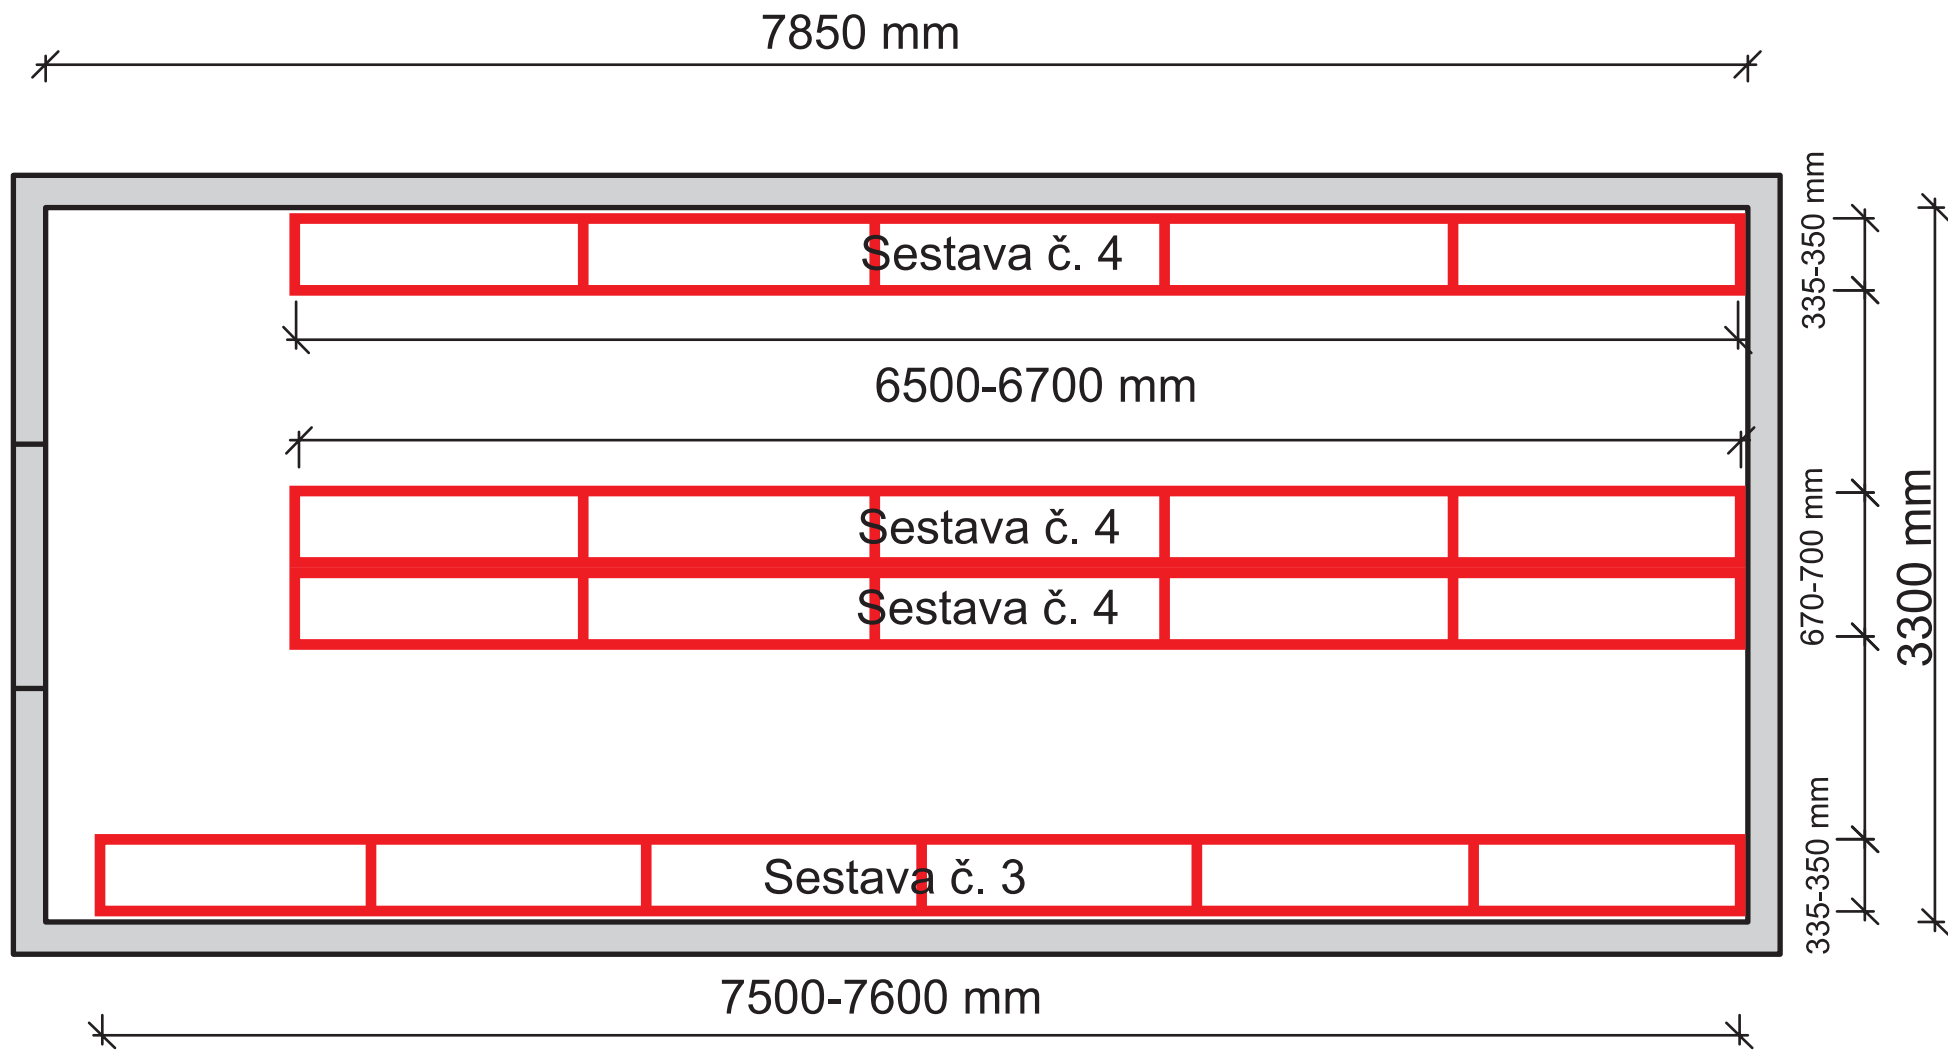 7850 mm
335-350 mm
Sestava č. 4
6500-6700 mm
670-700 mm
3300 mm
Sestava č. 4
Sestava č. 4
335-350 mm
Sestava č. 3
7500-7600 mm